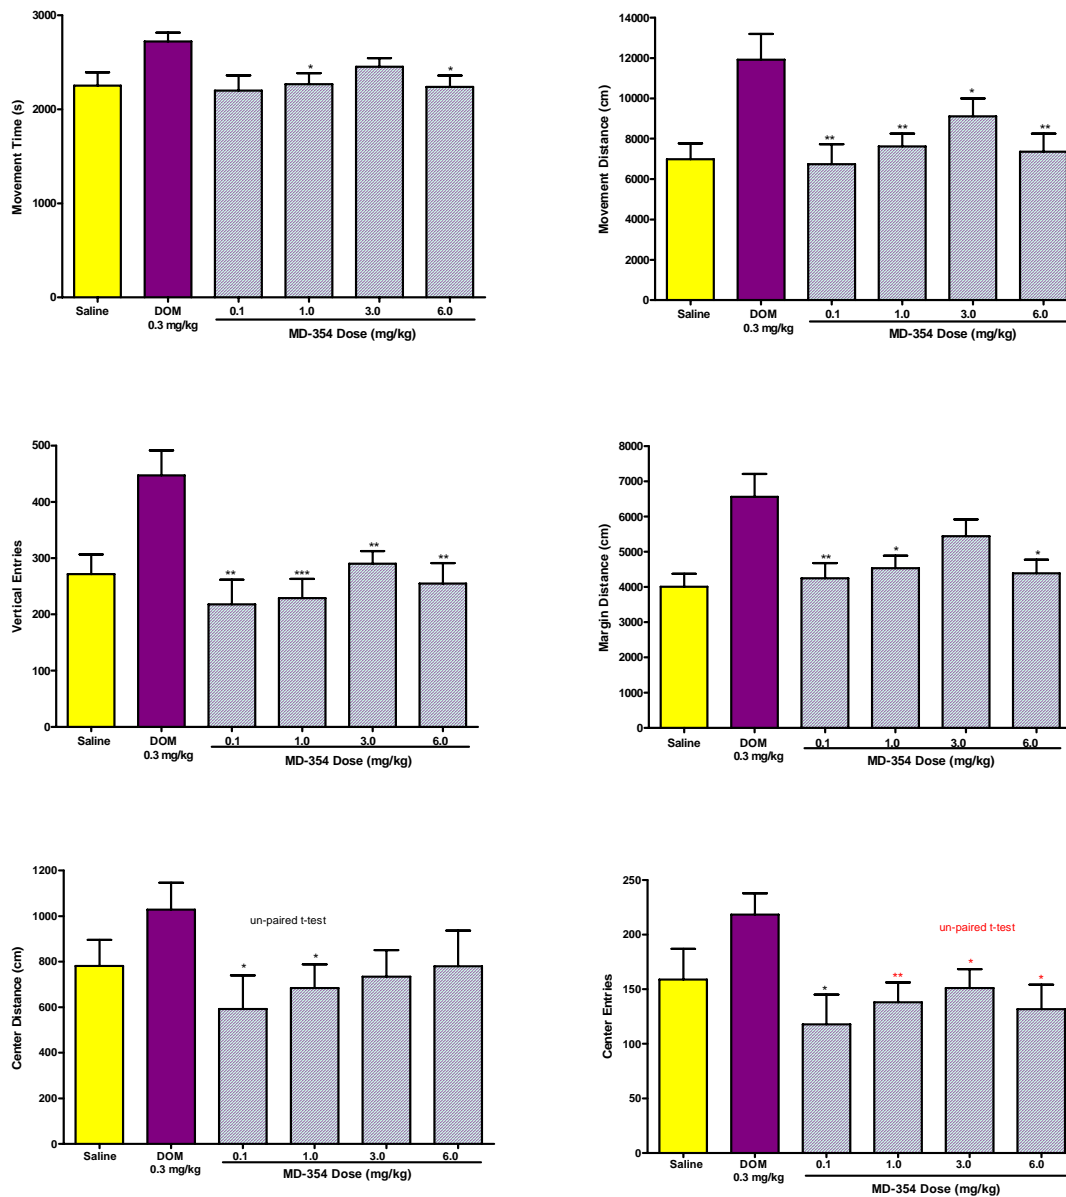 Movement Time (s)
3000
2000
1000
0
*
*
Saline
DOM
0.3 mg/kg
0.1
1.0
3.0
6.0
MD-354 Dose (mg/kg)
Movement Distance (cm)
14000
12000
10000
8000
6000
4000
2000
0
**
**
*
**
Saline
DOM
0.3 mg/kg
0.1
1.0
3.0
6.0
MD-354 Dose (mg/kg)
Vertical Entries
500
400
300
200
100
0
**
***
**
**
Saline
DOM
0.3 mg/kg
0.1
1.0
3.0
6.0
MD-354 Dose (mg/kg)
Margin Distance (cm)
8000
7000
6000
5000
4000
3000
2000
1000
0
**
*
*
Saline
DOM
0.3 mg/kg
0.1
1.0
3.0
6.0
MD-354 Dose (mg/kg)
Center Distance (cm)
1200
1000
800
600
400
200
0
un-paired t-test
*
*
Saline
DOM
0.3 mg/kg
0.1
1.0
3.0
6.0
MD-354 Dose (mg/kg)
Center Entries
250
200
150
100
50
0
un-paired t-test
*
**
*
*
Saline
DOM
0.3 mg/kg
0.1
1.0
3.0
6.0
MD-354 Dose (mg/kg)